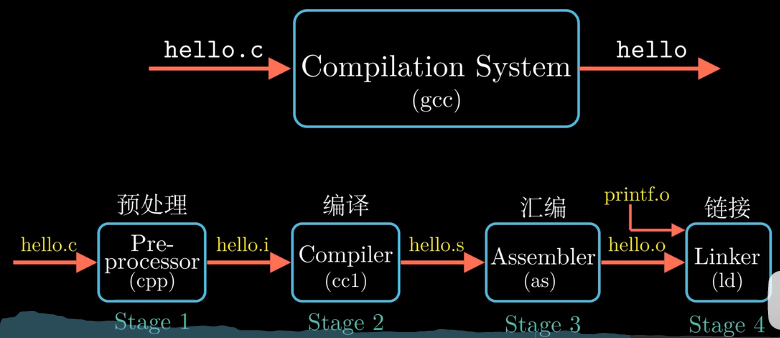 hello.c
Compilation System
(gcc)
hello
预处理
编译
汇编
printf.o
链接
hello.c
Pre-
processor
(cpp)
hello.i
Compiler
(cc1)
hello.s
Assembler
(as)
hello.o
Linker
(ld)
Stage 1
Stage 2
Stage 3
Stage 4